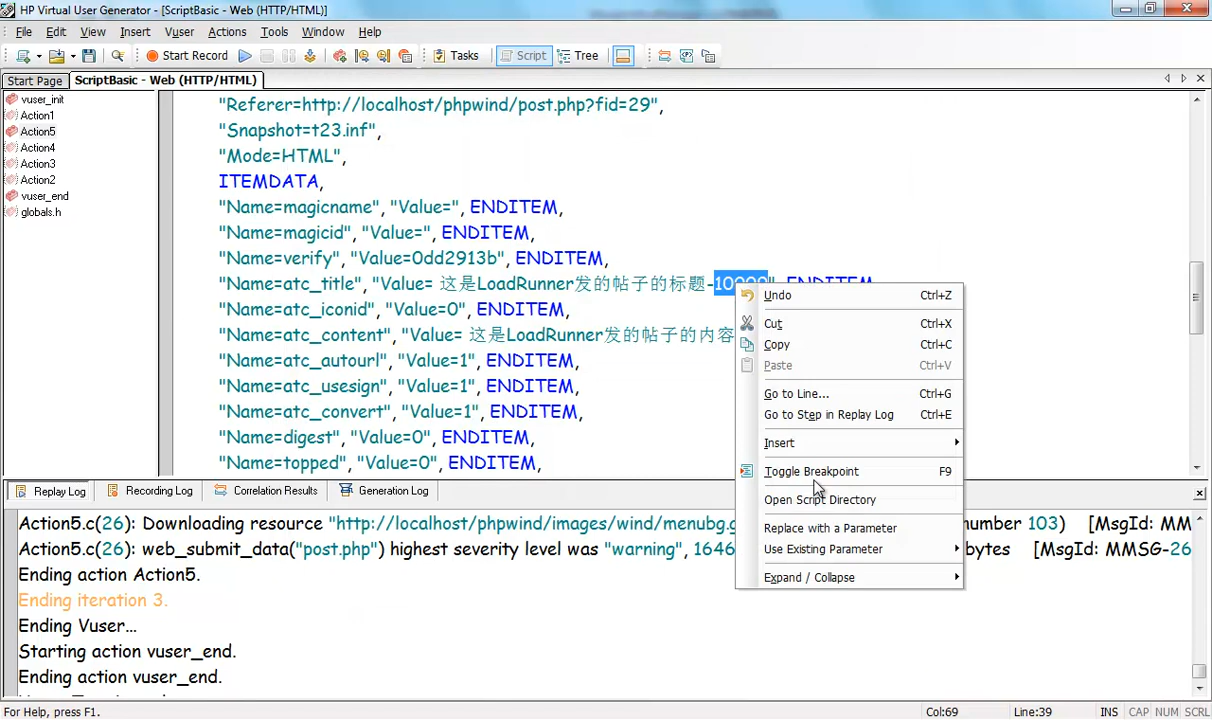 HP Virtual User Generator - [ScriptBasic - Web (HTTP/HTML)]
File Edit View Insert Vuser Actions Tools Window Help
Start Record Tasks Script Tree
Start Page ScriptBasic - Web (HTTP/HTML)
vuser_init
Action1
Action5
Action4
Action3
Action2
vuser_end
globals.h
"Referer=http://localhost/phpwind/post.php?fid=29",
"Snapshot=t23.inf",
"Mode=HTML",
ITEMDATA,
"Name=magicname", "Value=", ENDITEM,
"Name=magicid", "Value=", ENDITEM,
"Name=verify", "Value=0dd2913b", ENDITEM,
"Name=atc_title", "Value= 这是LoadRunner发的帖子的标题-10000", ENDITEM,
"Name=atc_iconid", "Value=0", ENDITEM,
"Name=atc_content", "Value= 这是LoadRunner发的帖子的内容
"Name=atc_autourl", "Value=1", ENDITEM,
"Name=atc_usesign", "Value=1", ENDITEM,
"Name=atc_convert", "Value=1", ENDITEM,
"Name=digest", "Value=0", ENDITEM,
"Name=topped", "Value=0", ENDITEM,
Undo Ctrl+Z
Cut Ctrl+X
Copy Ctrl+C
Paste Ctrl+V
Go to Line... Ctrl+G
Go to Step in Replay Log Ctrl+E
Insert
Toggle Breakpoint F9
Open Script Directory
Replace with a Parameter
Use Existing Parameter
Expand / Collapse
Replay Log Recording Log Correlation Results Generation Log
Action5.c(26): Downloading resource "http://localhost/phpwind/images/wind/menubg.g number 103) [MsgId: MM
Action5.c(26): web_submit_data("post.php") highest severity level was "warning", 1646 bytes [MsgId: MMSG-26
Ending action Action5.
Ending iteration 3.
Ending Vuser...
Starting action vuser_end.
Ending action vuser_end.
For Help, press F1. Col:69 Line:39 INS CAP NUM SCRL